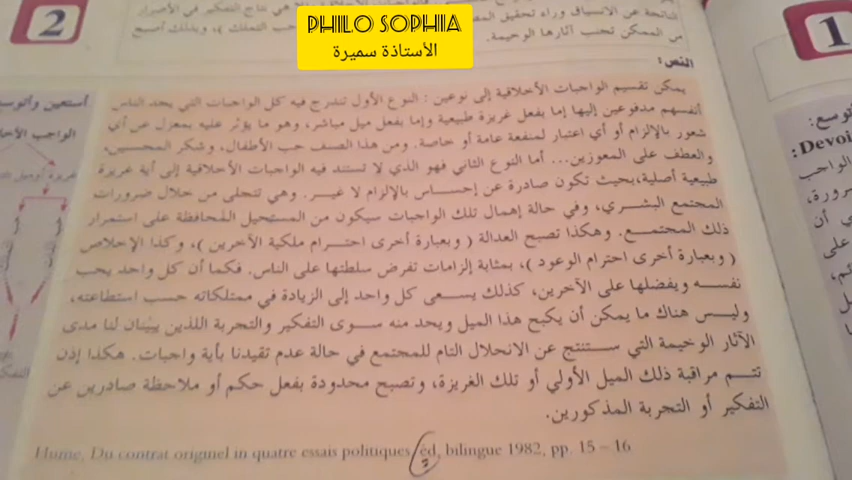 2
1
PHILO SOPHIA
الأستاذة سميرة
من الممكن تجنب آثارها الوخيمة.
النص:
يمكن تقسيم الواجبات الأخلاقية إلى نوعين : النوع الأول تندرج فيه كل الواجبات التي يجد الناس
أنفسهم مدفوعين إليها إما بفعل غريزة طبيعية وإما بفعل ميل مباشر، وهو ما يؤثر عليه بمعزل عن أي
شعور بالإلزام أو أي اعتبار لمنفعة عامة أو خاصة. ومن هذا الصنف حب الأطفال، وشكر المحسنين،
والعطف على المعوزين... أما النوع الثاني فهو الذي لا تستند فيه الواجبات الأخلاقية إلى أية غريزة
طبيعية أصلية،بحيث تكون صادرة عن إحساس بالإلزام لا غير. وهي تتجلى من خلال ضرورات
المجتمع البشري، وفي حالة إهمال تلك الواجبات سيكون من المستحيل المحافظة على استمرار
ذلك المجتمع. وهكذا تصبح العدالة ( وبعبارة أخرى احترام ملكية الآخرين )، وكذا الإخلاص
( وبعبارة أخرى احترام الوعود )، بمثابة إلزامات تفرض سلطتها على الناس. فكما أن كل واحد يحب
نفسه ويفضلها على الآخرين، كذلك يسعى كل واحد إلى الزيادة في ممتلكاته حسب استطاعته،
وليس هناك ما يمكن أن يكبح هذا الميل ويحد منه سوى التفكير والتجربة اللذين يبينان لنا مدى
الآثار الوخيمة التي ستنتج عن الانحلال التام للمجتمع في حالة عدم تقيدنا بأية واجبات. هكذا إذن
تتم مراقبة ذلك الميل الأولي أو تلك الغريزة، وتصبح محدودة بفعل حكم أو ملاحظة صادرين عن
التفكير أو التجربة المذكورين.
Hume, Du contrat originel in quatre essais politiques, éd, bilingue 1982, pp. 15 – 16
أستعين وأتوسع
الواجب الأخلا
Devoir: